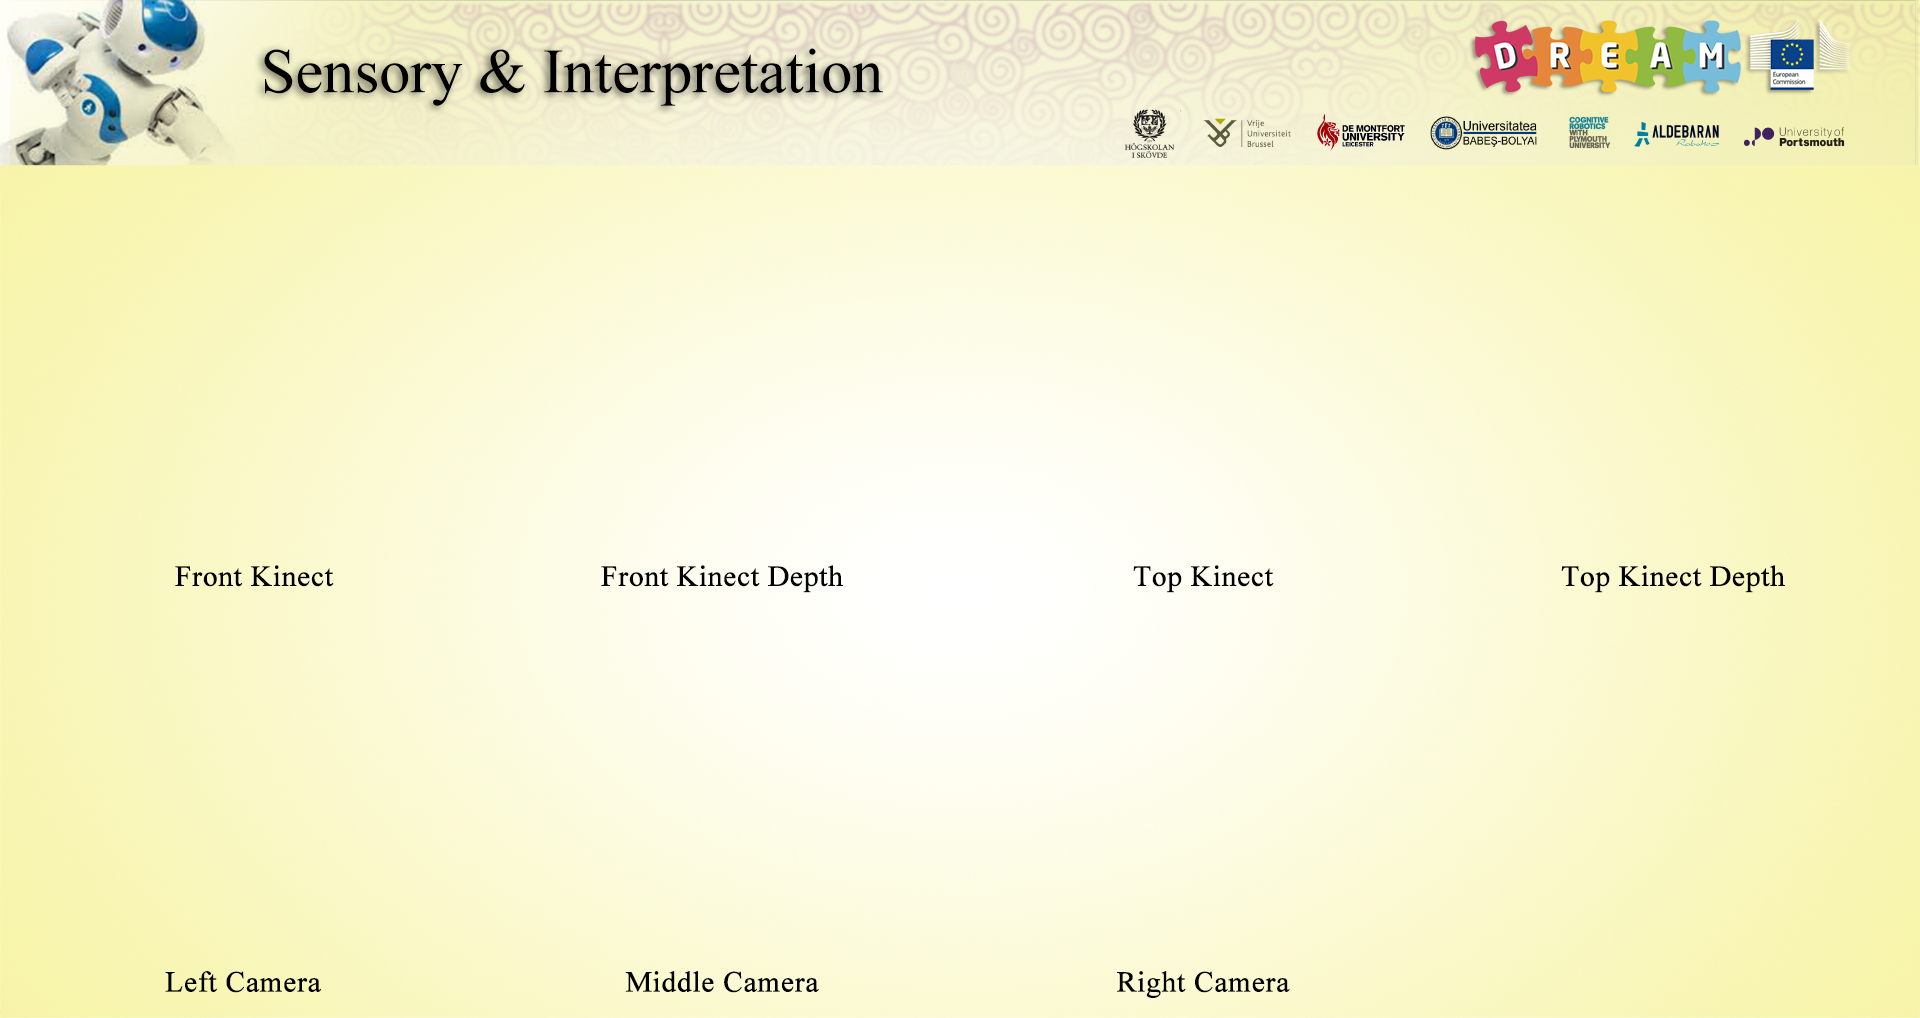 Sensory & Interpretation
DREAM
European
Commission
HÖGSKOLAN
I SKÖVDE
Vrije
Universiteit
Brussel
DE MONTFORT
UNIVERSITY
LEICESTER
Universitatea
BABEŞ-BOLYAI
COGNITIVE
ROBOTICS
WITH
PLYMOUTH
UNIVERSITY
ALDEBARAN
Robotics
University of
Portsmouth
Front Kinect
Front Kinect Depth
Top Kinect
Top Kinect Depth
Left Camera
Middle Camera
Right Camera